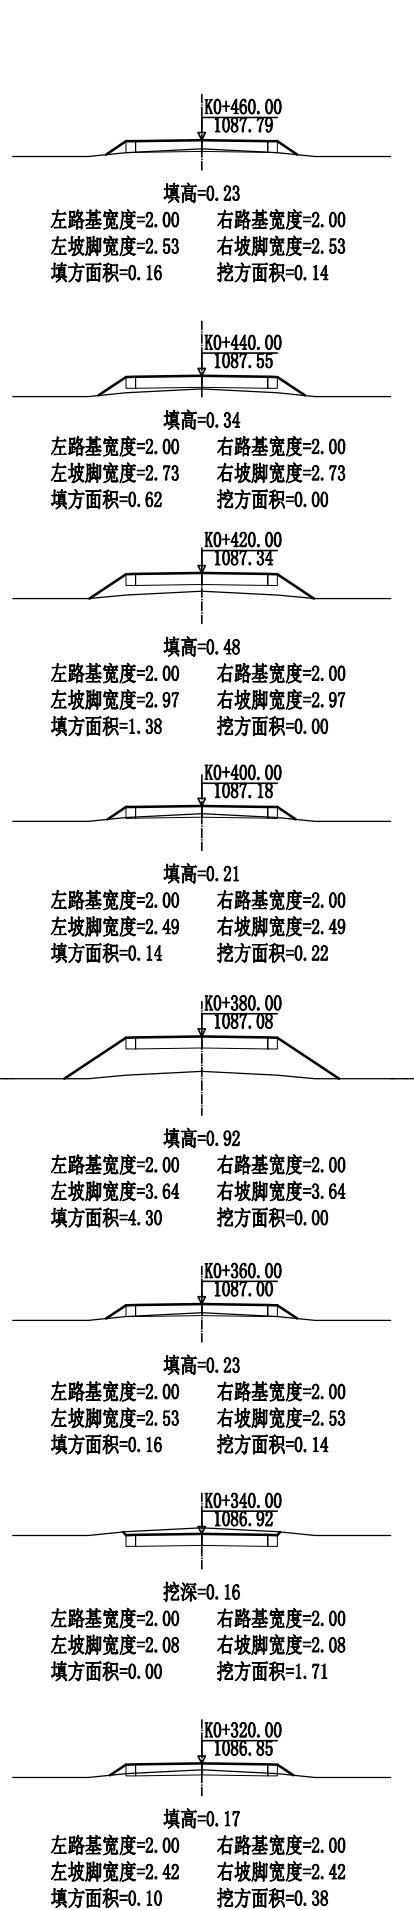 K0+460.00
1087.79
填高=0.23
左路基宽度=2.00 右路基宽度=2.00
左坡脚宽度=2.53 右坡脚宽度=2.53
填方面积=0.16 挖方面积=0.14
K0+440.00
1087.55
填高=0.34
左路基宽度=2.00 右路基宽度=2.00
左坡脚宽度=2.73 右坡脚宽度=2.73
填方面积=0.62 挖方面积=0.00
K0+420.00
1087.34
填高=0.48
左路基宽度=2.00 右路基宽度=2.00
左坡脚宽度=2.97 右坡脚宽度=2.97
填方面积=1.38 挖方面积=0.00
K0+400.00
1087.18
填高=0.21
左路基宽度=2.00 右路基宽度=2.00
左坡脚宽度=2.49 右坡脚宽度=2.49
填方面积=0.14 挖方面积=0.22
K0+380.00
1087.08
填高=0.92
左路基宽度=2.00 右路基宽度=2.00
左坡脚宽度=3.64 右坡脚宽度=3.64
填方面积=4.30 挖方面积=0.00
K0+360.00
1087.00
填高=0.23
左路基宽度=2.00 右路基宽度=2.00
左坡脚宽度=2.53 右坡脚宽度=2.53
填方面积=0.16 挖方面积=0.14
K0+340.00
1086.92
挖深=0.16
左路基宽度=2.00 右路基宽度=2.00
左坡脚宽度=2.08 右坡脚宽度=2.08
填方面积=0.00 挖方面积=1.71
K0+320.00
1086.85
填高=0.17
左路基宽度=2.00 右路基宽度=2.00
左坡脚宽度=2.42 右坡脚宽度=2.42
填方面积=0.10 挖方面积=0.38